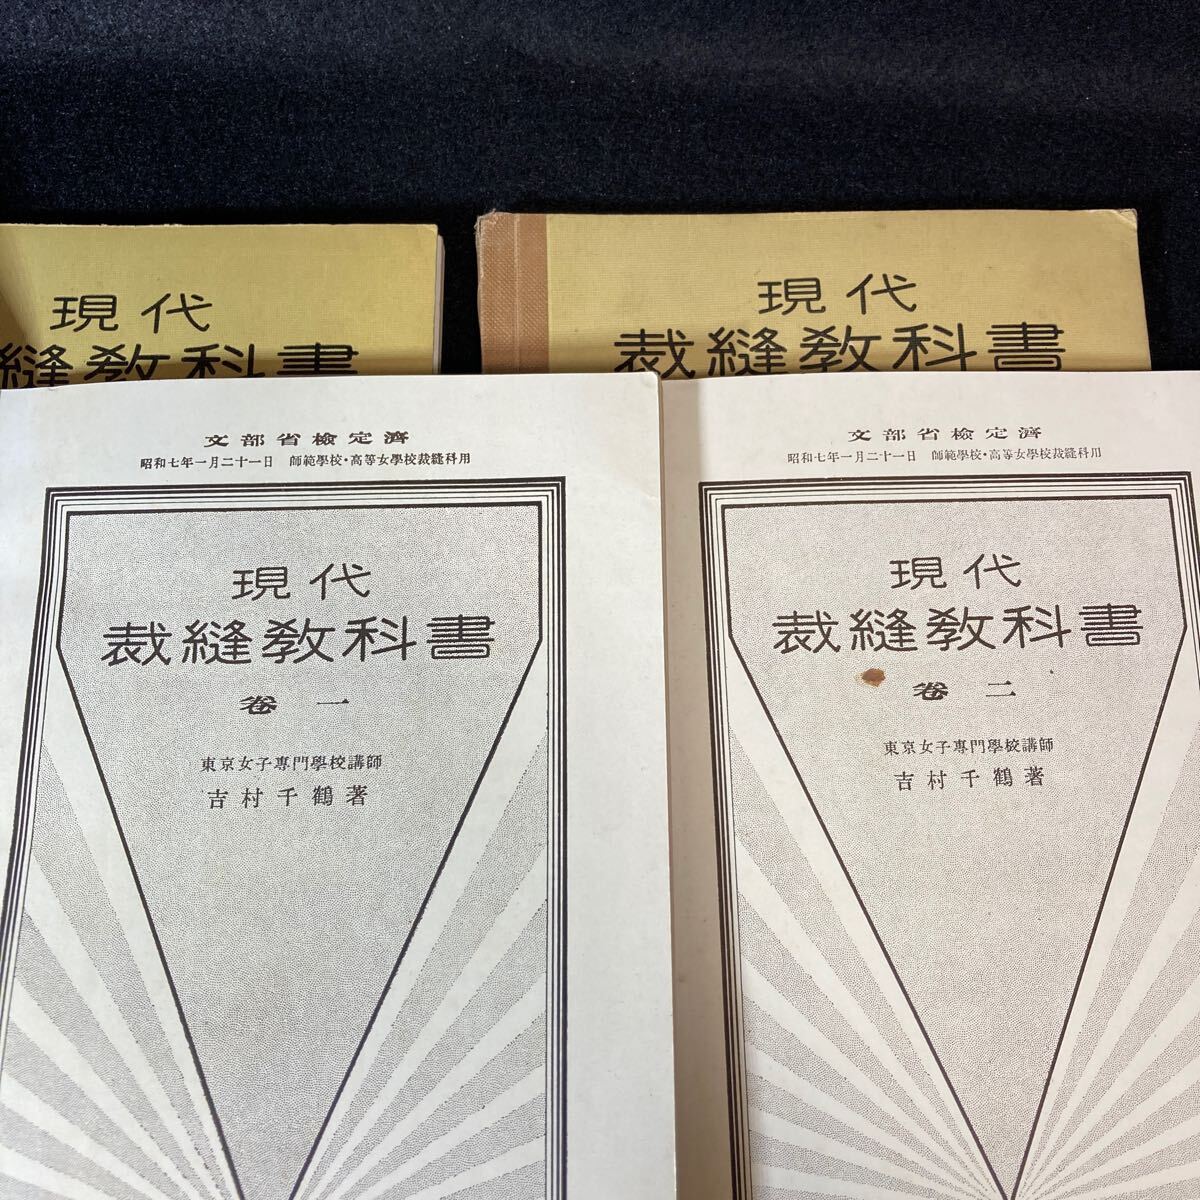 現代
縫教科書
現代
裁縫教科書
文部省檢定濟
昭和七年一月二十一日 師範學校・高等女學校裁縫科用
現代
裁縫教科書
卷一
東京女子專門學校講師
吉村千鶴著
文部省檢定濟
昭和七年一月二十一日 師範學校・高等女學校裁縫科用
現代
裁縫教科書
卷二
東京女子專門學校講師
吉村千鶴著